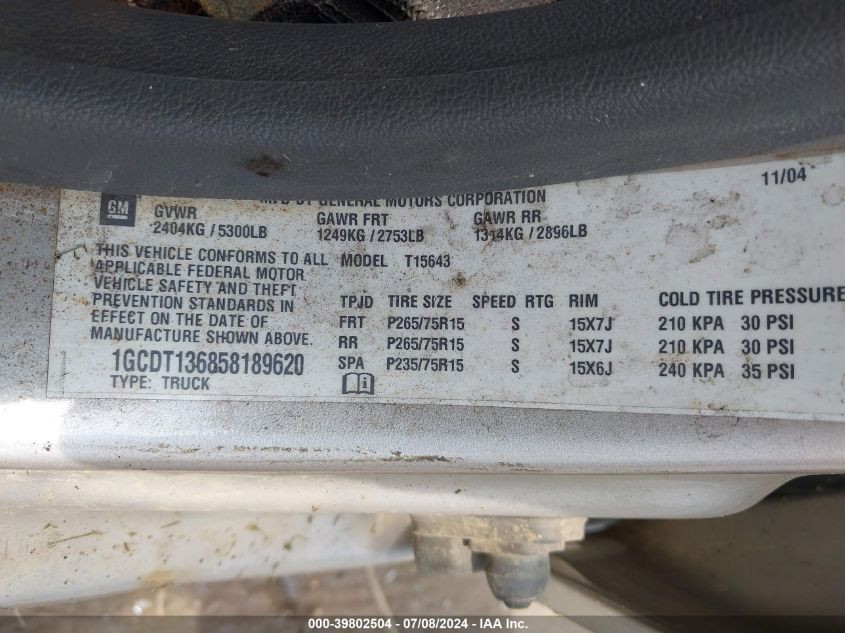 MFD BY GENERAL MOTORS CORPORATION 11/04
GM GVWR GAWR FRT GAWR RR
2404KG / 5300LB 1249KG / 2753LB 1314KG / 2896LB
THIS VEHICLE CONFORMS TO ALL MODEL T15643
APPLICABLE FEDERAL MOTOR
VEHICLE SAFETY AND THEFT
PREVENTION STANDARDS IN TPJD TIRE SIZE SPEED RTG RIM COLD TIRE PRESSURE
EFFECT ON THE DATE OF FRT P265/75R15 S 15X7J 210 KPA 30 PSI
MANUFACTURE SHOWN ABOVE. RR P265/75R15 S 15X7J 210 KPA 30 PSI
1GCDT136858189620 SPA P235/75R15 S 15X6J 240 KPA 35 PSI
TYPE: TRUCK
000-39802504 - 07/08/2024 - IAA Inc.